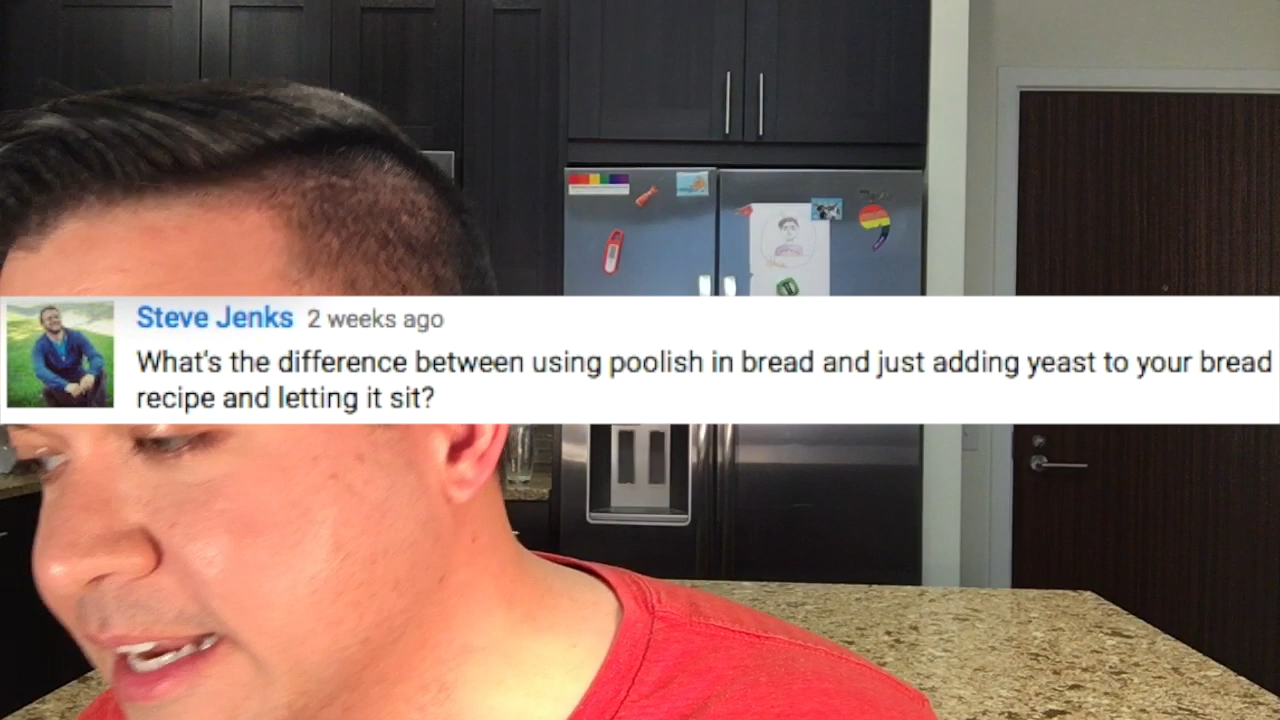 Steve Jenks 2 weeks ago
What's the difference between using poolish in bread and just adding yeast to your bread
recipe and letting it sit?